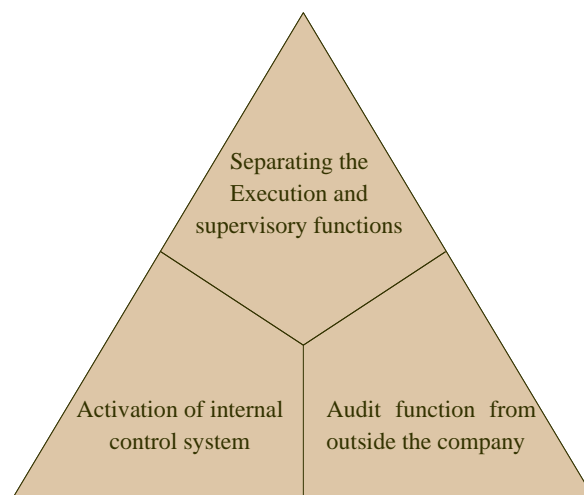 Separating the
Execution and
supervisory functions
Activation of internal
control system
Audit function from
outside the company